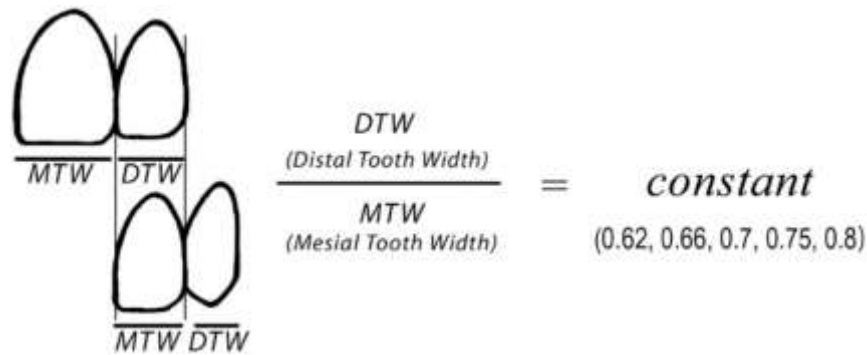 MTW DTW
MTW DTW
DTW
(Distal Tooth Width)
MTW
(Mesial Tooth Width)
= constant
(0.62, 0.66, 0.7, 0.75, 0.8)